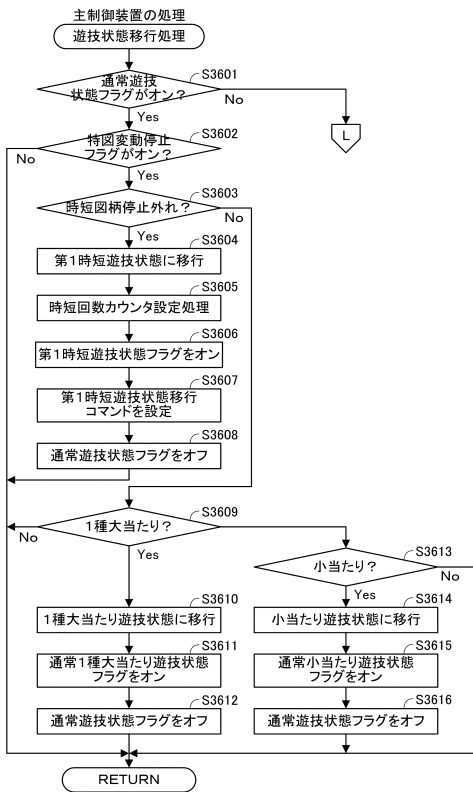 主制御装置の処理
遊技状態移行処理
S3601
通常遊技
状態フラグがオン？
No
Yes
L
S3602
特図変動停止
フラグがオン？
No
Yes
S3603
時短図柄停止外れ？
No
Yes
S3604
第1時短遊技状態に移行
S3605
時短回数カウンタ設定処理
S3606
第1時短遊技状態フラグをオン
S3607
第1時短遊技状態移行
コマンドを設定
S3608
通常遊技状態フラグをオフ
S3609
1種大当たり？
No
Yes
S3613
小当たり？
No
Yes
S3610
1種大当たり遊技状態に移行
S3614
小当たり遊技状態に移行
S3611
通常1種大当たり遊技状態
フラグをオン
S3615
通常小当たり遊技状態
フラグをオン
S3612
通常遊技状態フラグをオフ
S3616
通常遊技状態フラグをオフ
RETURN